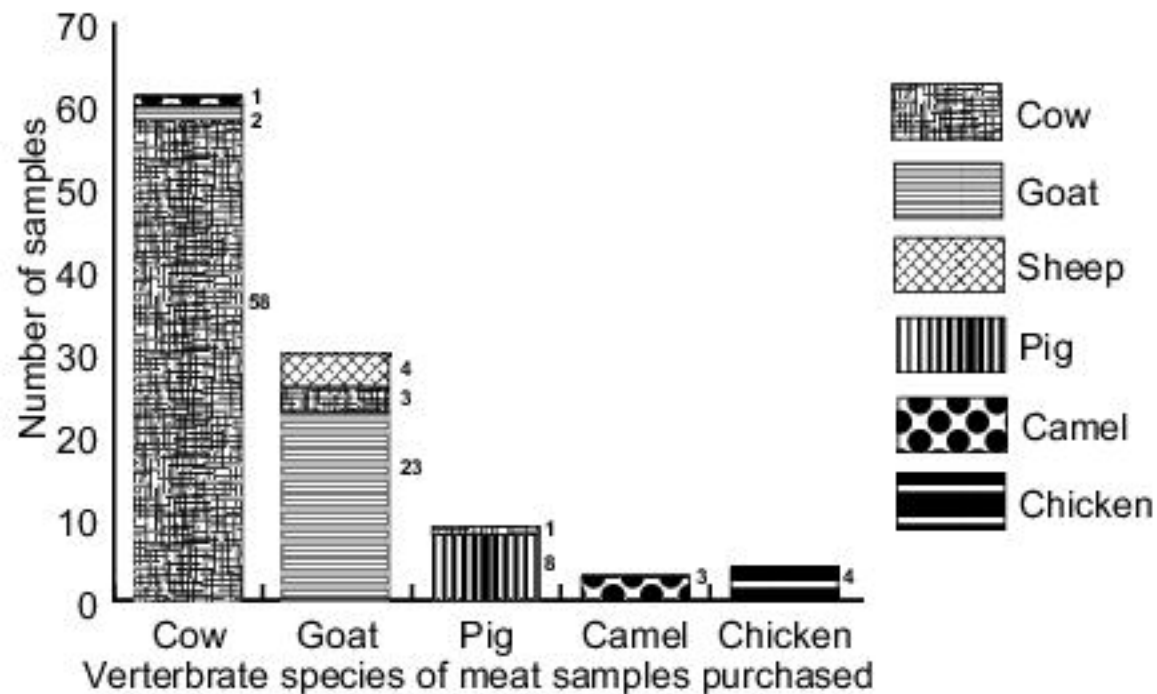 Number of samples
70
60
50
40
30
20
10
0
1
2
58
4
3
23
1
8
3
4
Cow Goat Pig Camel Chicken
Verterbrate species of meat samples purchased
Cow
Goat
Sheep
Pig
Camel
Chicken